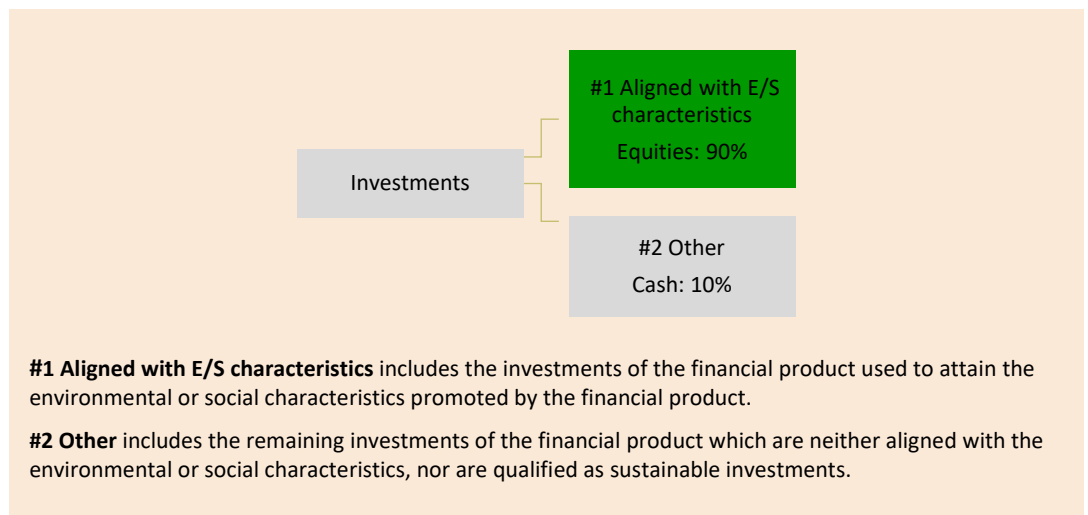 #1 Aligned with E/S
characteristics
Equities: 90%
Investments
#2 Other
Cash: 10%
#1 Aligned with E/S characteristics includes the investments of the financial product used to attain the
environmental or social characteristics promoted by the financial product.
#2 Other includes the remaining investments of the financial product which are neither aligned with the
environmental or social characteristics, nor are qualified as sustainable investments.